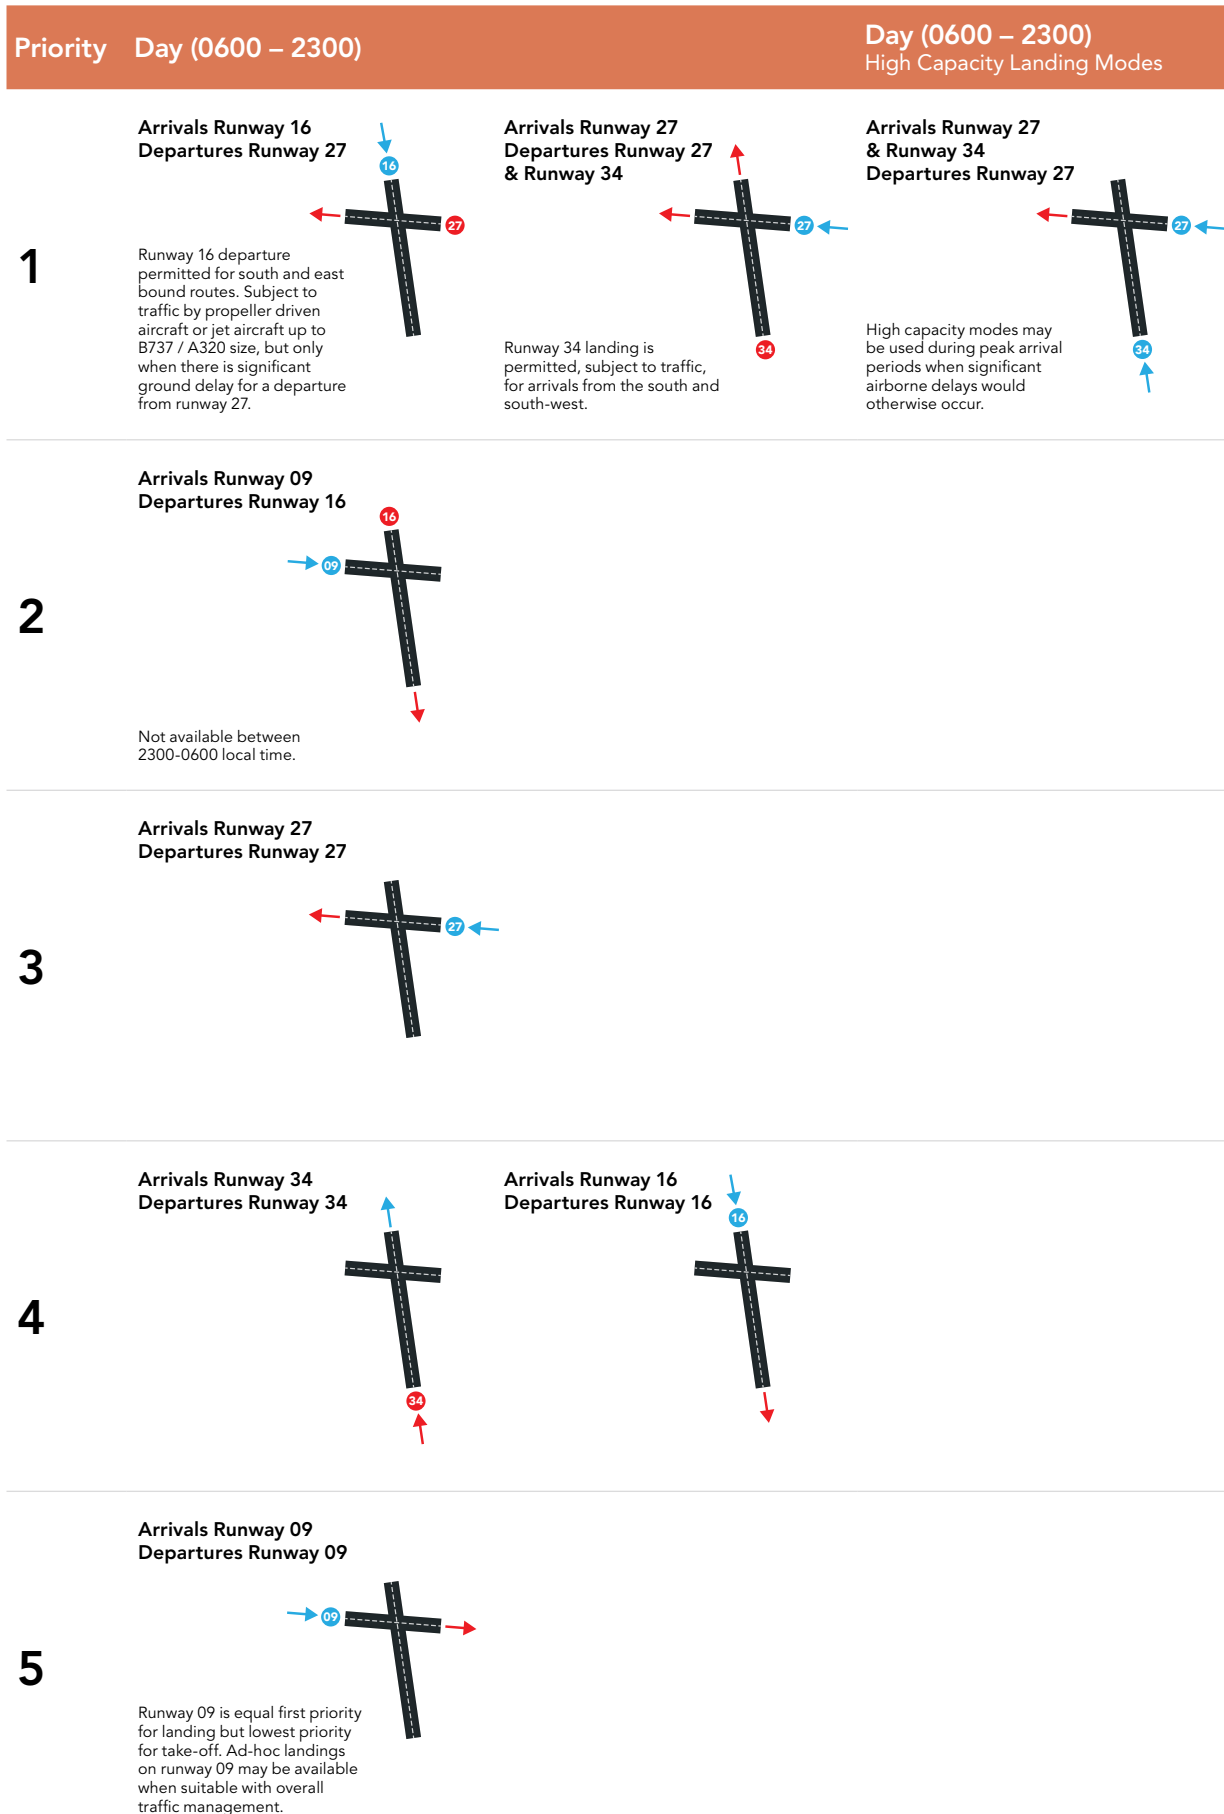 Priority
Day (0600 – 2300)
Day (0600 – 2300)
High Capacity Landing Modes
1
Arrivals Runway 16
Departures Runway 27
16
27
Runway 16 departure
permitted for south and east
bound routes. Subject to
traffic by propeller driven
aircraft or jet aircraft up to
B737 / A320 size, but only
when there is significant
ground delay for a departure
from runway 27.
Arrivals Runway 27
Departures Runway 27
& Runway 34
27
34
Runway 34 landing is
permitted, subject to traffic,
for arrivals from the south and
south-west.
Arrivals Runway 27
& Runway 34
Departures Runway 27
27
34
High capacity modes may
be used during peak arrival
periods when significant
airborne delays would
otherwise occur.
2
Arrivals Runway 09
Departures Runway 16
16
09
Not available between
2300-0600 local time.
3
Arrivals Runway 27
Departures Runway 27
27
4
Arrivals Runway 34
Departures Runway 34
34
Arrivals Runway 16
Departures Runway 16
16
5
Arrivals Runway 09
Departures Runway 09
09
Runway 09 is equal first priority
for landing but lowest priority
for take-off. Ad-hoc landings
on runway 09 may be available
when suitable with overall
traffic management.